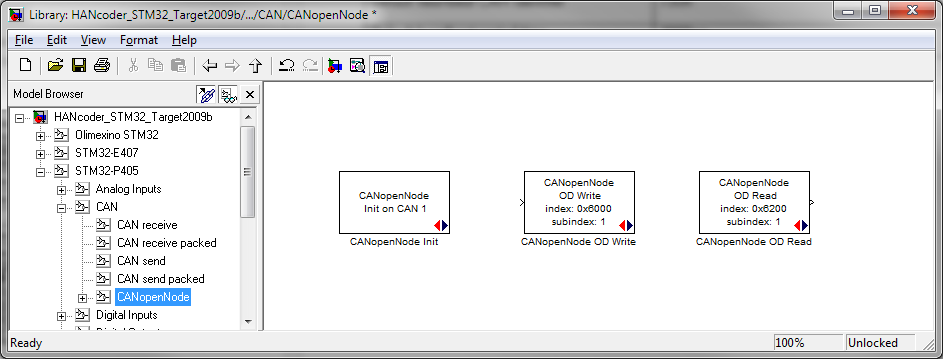 Library: HANcoder_STM32_Target2009b/.../CAN/CANopenNode *
File Edit View Format Help
Model Browser
HANcoder_STM32_Target2009b
Olimexino STM32
STM32-E407
STM32-P405
Analog Inputs
CAN
CAN receive
CAN receive packed
CAN send
CAN send packed
CANopenNode
Digital Inputs
CANopenNode
Init on CAN 1
CANopenNode Init
CANopenNode
OD Write
index: 0x6000
subindex: 1
CANopenNode OD Write
CANopenNode
OD Read
index: 0x6200
subindex: 1
CANopenNode OD Read
Ready
100%
Unlocked